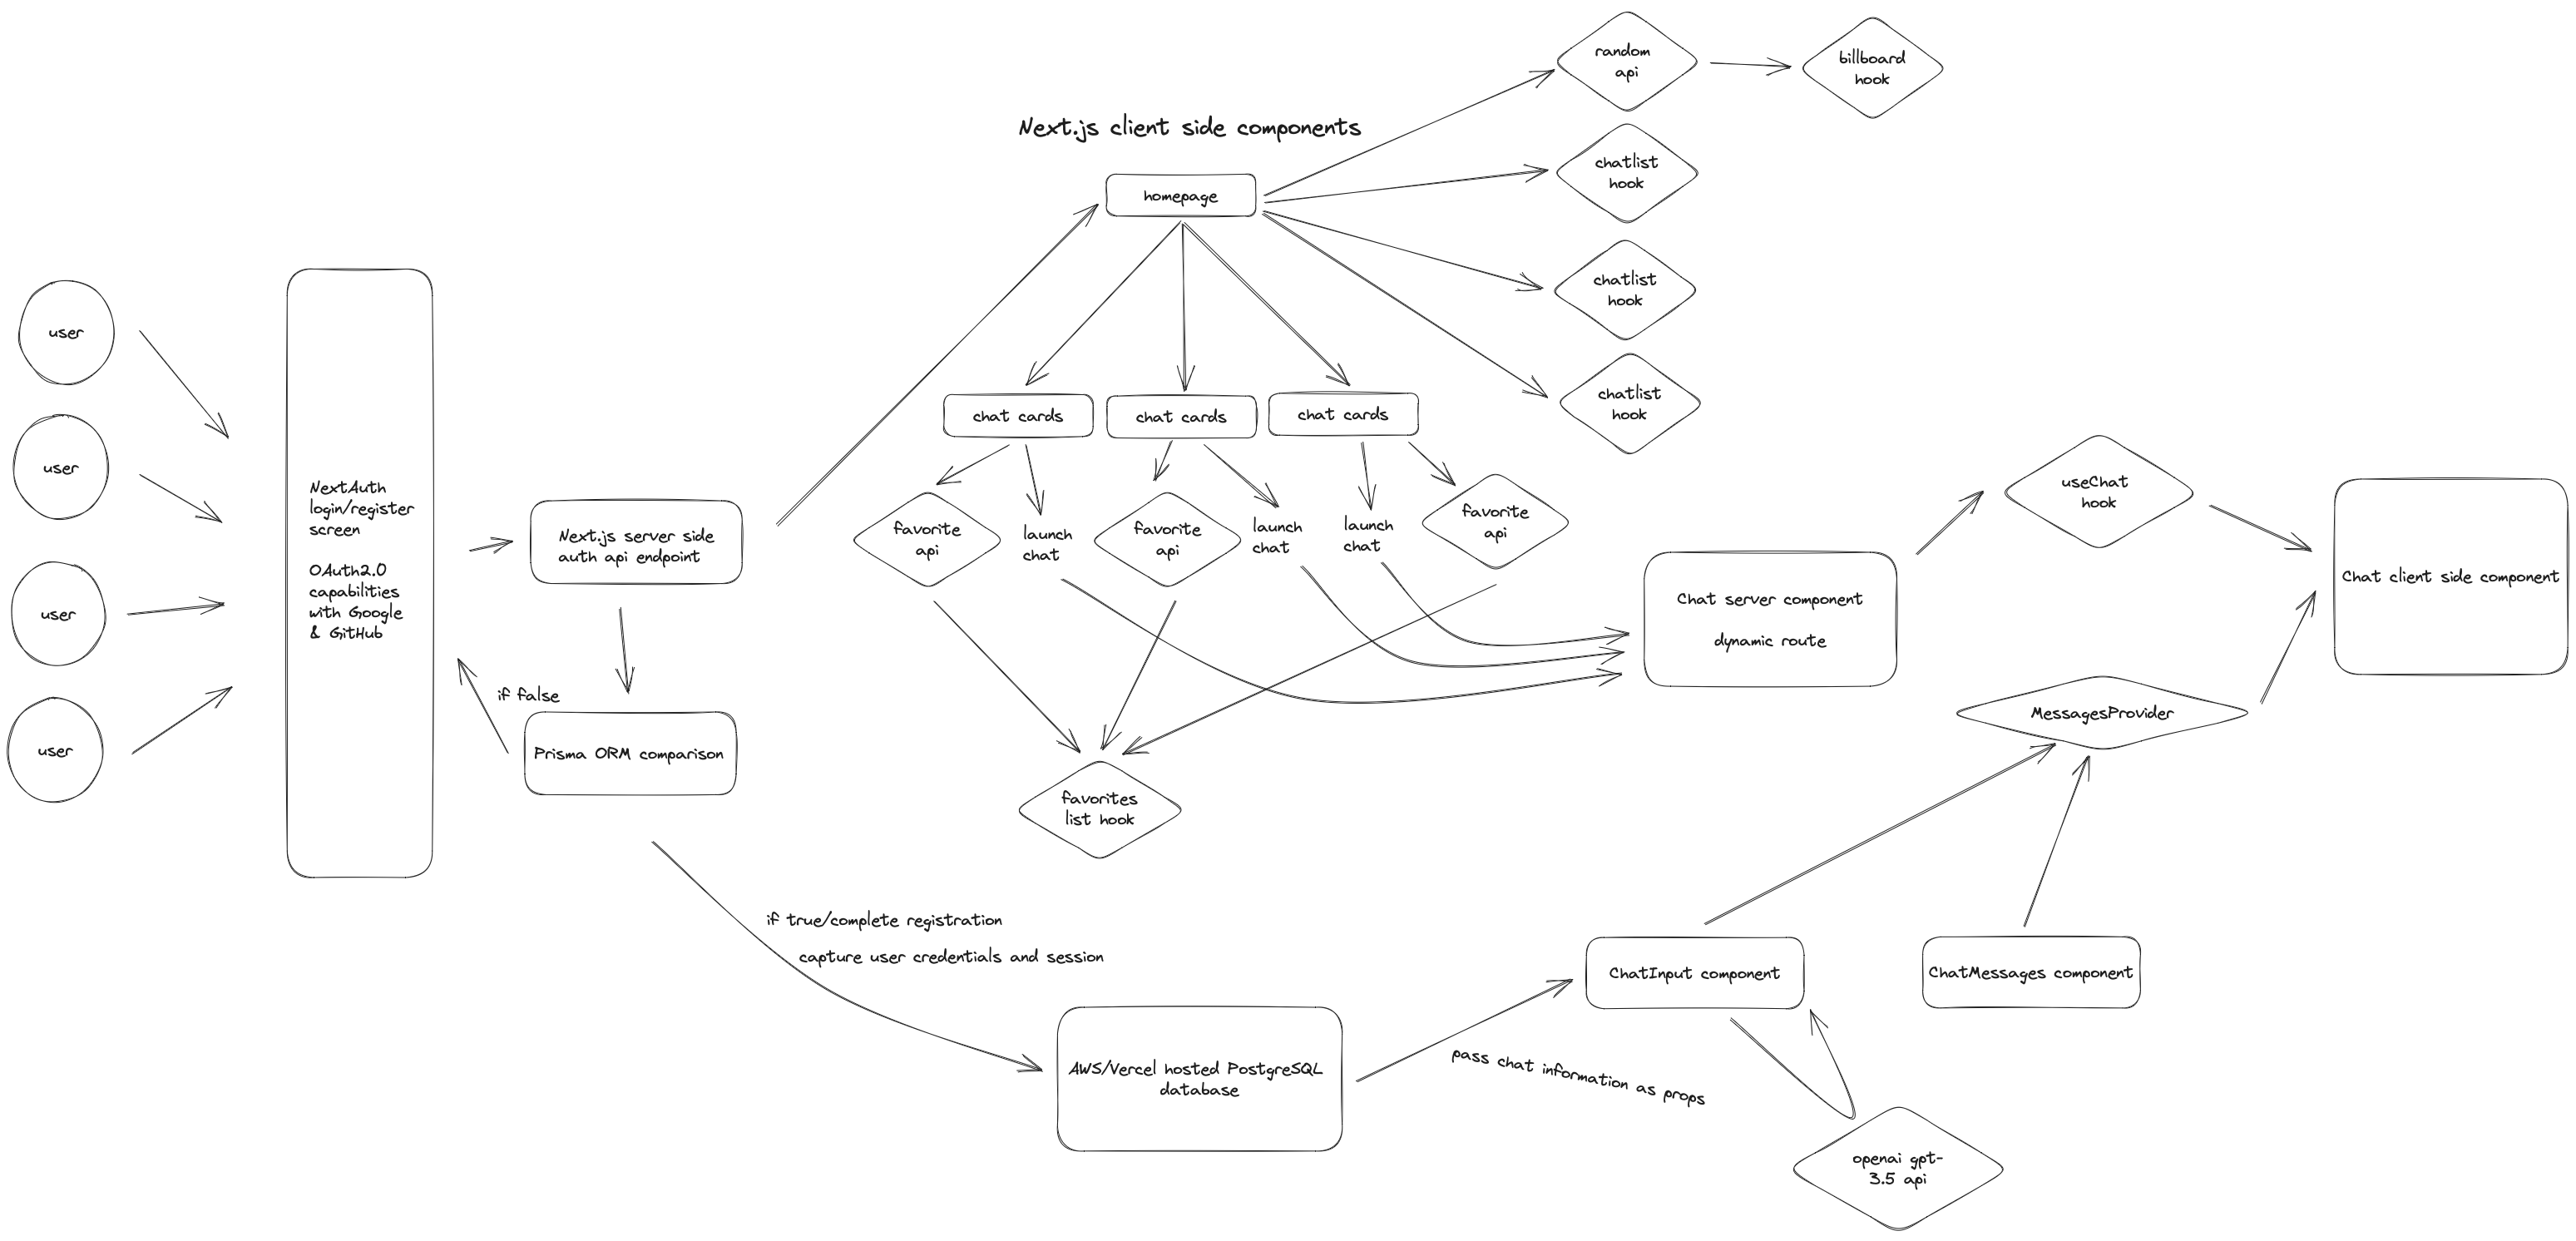 random
api
billboard
hook
Next.js client side components
chatlist
hook
homepage
chatlist
hook
user
chatlist
hook
chat cards
chat cards
chat cards
user
NextAuth
login/register
screen
OAuth2.0
capabilities
with Google
& GitHub
Next.js server side
auth api endpoint
favorite
api
launch
chat
favorite
api
launch
chat
launch
chat
favorite
api
useChat
hook
Chat client side component
Chat server component
dynamic route
user
if false
MessagesProvider
user
Prisma ORM comparison
favorites
list hook
if true/complete registration
capture user credentials and session
ChatInput component
ChatMessages component
AWS/Vercel hosted PostgreSQL
database
pass chat information as props
openai gpt-
3.5 api